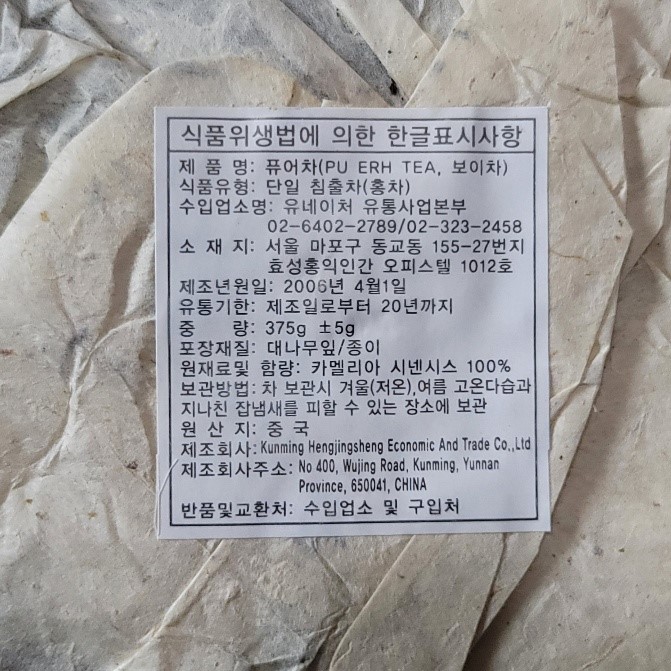 식품위생법에 의한 한글표시사항
제 품 명: 퓨어차(PU ERH TEA, 보이차)
식품유형: 단일 침출차(홍차)
수입업소명: 유네이처 유통사업본부
02-6402-2789/02-323-2458
소 재 지: 서울 마포구 동교동 155-27번지
효성홍익인간 오피스텔 1012호
제조년원일: 2006년 4월1일
유통기한: 제조일로부터 20년까지
중 량: 375g ±5g
포장재질: 대나무잎/종이
원재료및 함량: 카멜리아 시넨시스 100%
보관방법: 차 보관시 겨울(저온),여름 고온다습과
지나친 잡냄새를 피할 수 있는 장소에 보관
원 산 지: 중 국
제조회사: Kunming Hengjingsheng Economic And Trade Co.,Ltd
제조회사주소: No 400, Wujing Road, Kunming, Yunnan
Province, 650041, CHINA
반품및교환처: 수입업소 및 구입처